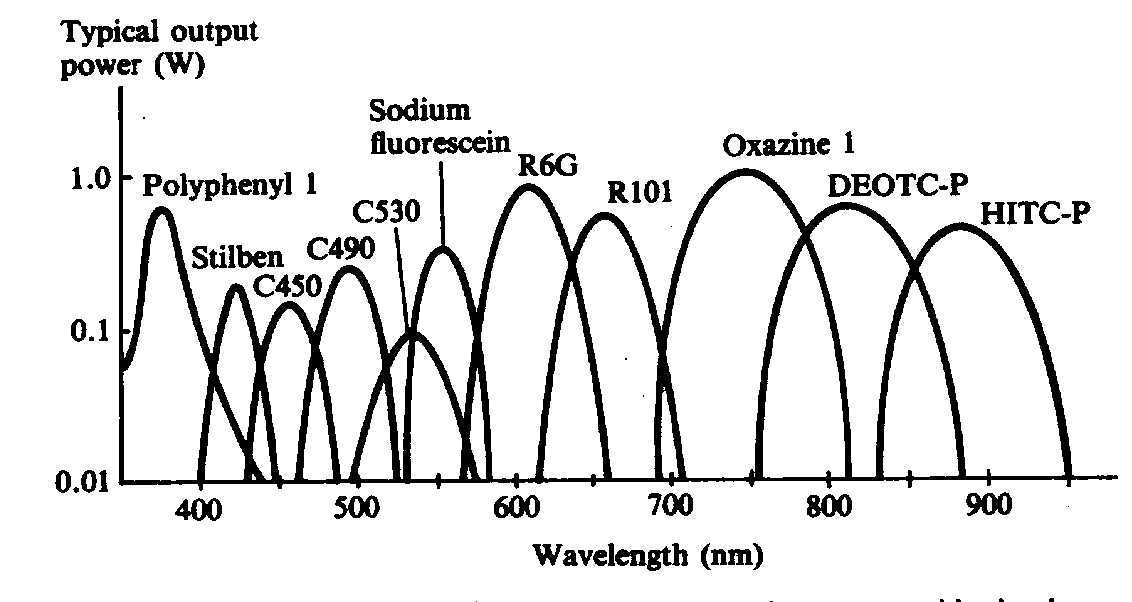 Typical output
power (W)
Sodium
fluorescein
Oxazine 1
R6G
1.0
Polyphenyl 1
R101
DEOTC-P
C530
HITC-P
Stilben
C490
C450
0.1
0.01
400
500
600
700
800
900
Wavelength (nm)